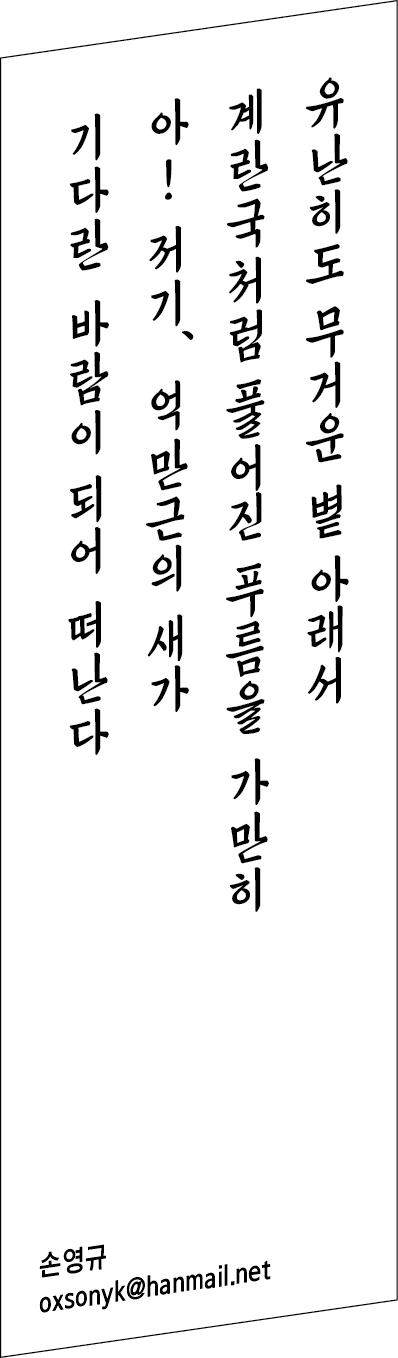 유난히도 무거운 볕 아래서
계란국처럼 풀어진 푸름을 가만히
아! 저기、 억만근의 새가
기다란 바람이 되어 떠난다
손영규
oxsonyk@hanmail.net